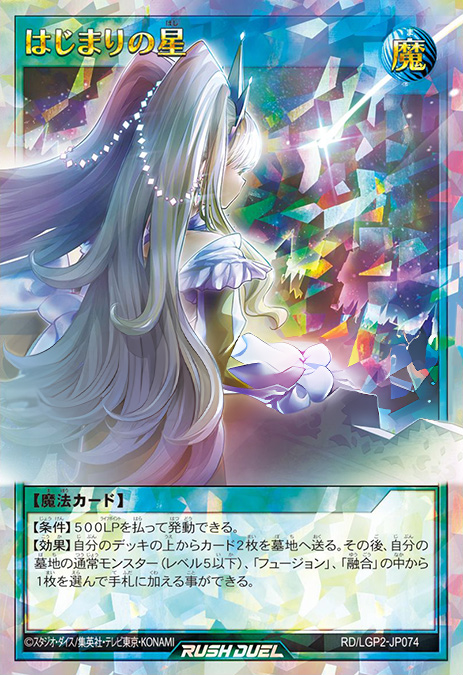 はじまりの星
魔
【魔法カード】
【条件】500LPを払って発動できる。
【効果】自分のデッキの上からカード2枚を墓地へ送る。その後、自分の
墓地の通常モンスター(レベル5以下)、「フュージョン」、「融合」の中から
1枚を選んで手札に加える事ができる。
©スタジオ・ダイス/集英社・テレビ東京・KONAMI
RUSH DUEL
RD/LGP2-JP074